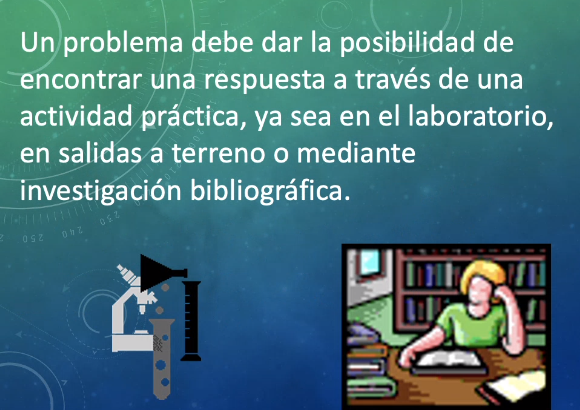 Un problema debe dar la posibilidad de
encontrar una respuesta a través de una
actividad práctica, ya sea en el laboratorio,
en salidas a terreno o mediante
investigación bibliográfica.